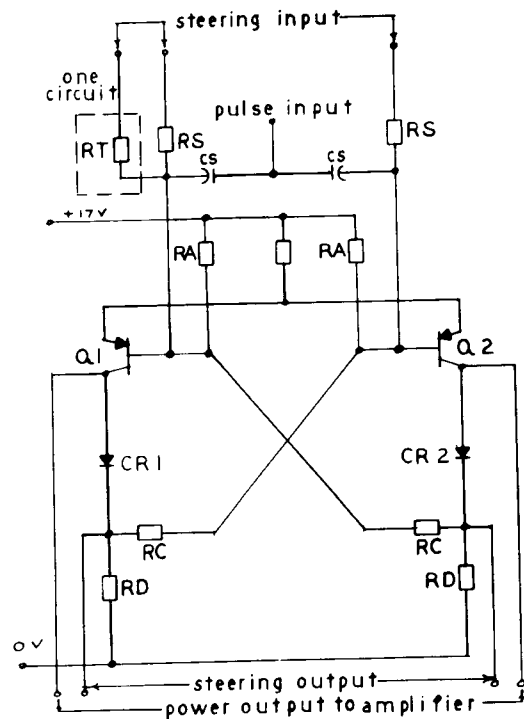 steering input
one
circuit
pulse input
RT
RS
RS
cs
cs
+17V
RA
RA
Q1
Q2
CR1
CR2
RC
RC
RD
RD
0V
steering output
power output to amplifier